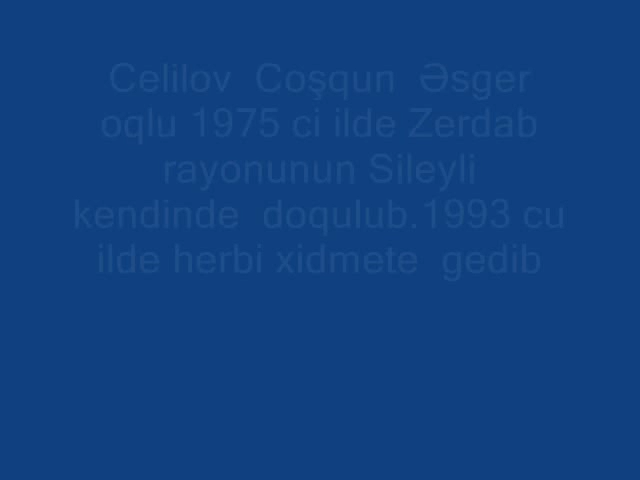 Celilov  Coşqun  Əsger
oqlu 1975 ci ilde Zerdab
rayonunun Sileyli
kendinde  doqulub.1993 cu
ilde herbi xidmete  gedib